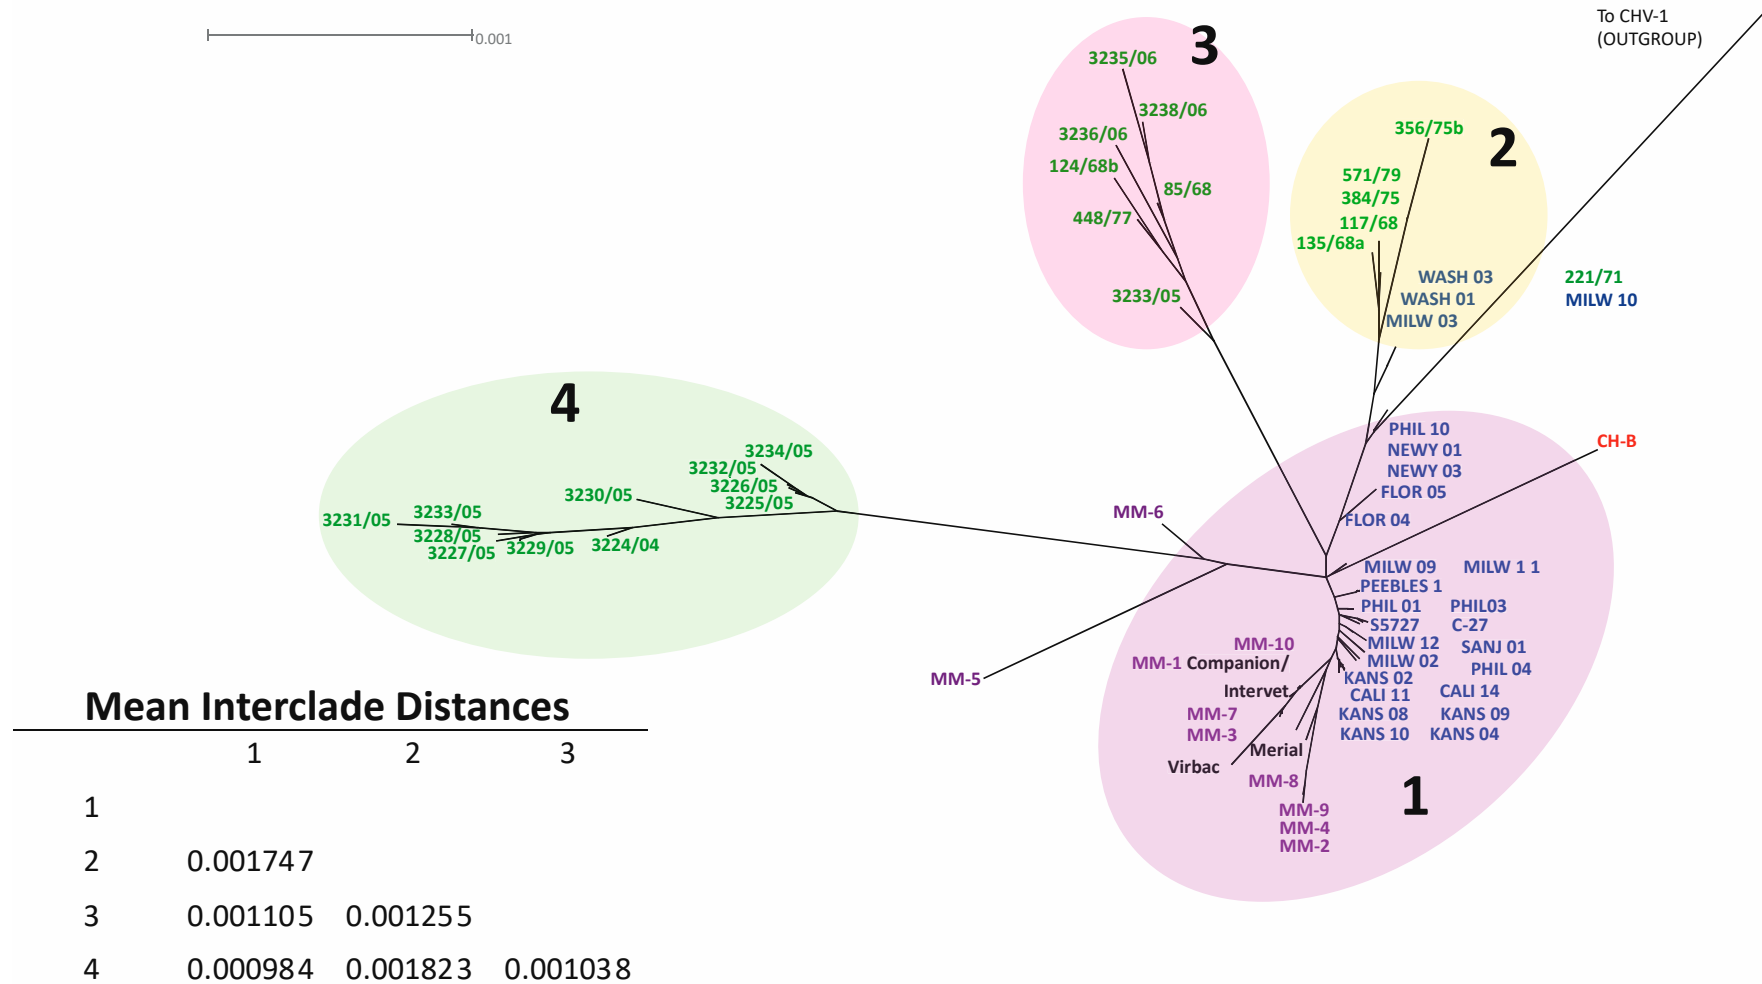 To CHV-1
(OUTGROUP)
0.001
3
3235/06
3238/06
3236/06
124/68b
85/68
448/77
3233/05
2
356/75b
571/79
384/75
117/68
135/68a
WASH 03
WASH 01
MILW 03
221/71
MILW 10
4
3234/05
3232/05
3226/05
3225/05
3230/05
3231/05
3233/05
3228/05
3227/05
3229/05
3224/04
PHIL 10
NEWY 01
NEWY 03
FLOR 05
FLOR 04
CH-B
MM-6
MM-5
MILW 09 MILW 1 1
PEEBLES 1
PHIL 01 PHIL03
S5727 C-27
MILW 12 SANJ 01
MILW 02 PHIL 04
KANS 02
CALI 11 CALI 14
KANS 08 KANS 09
KANS 10 KANS 04
MM-10
MM-1 Companion/
Intervet
MM-7
MM-3
Merial
Virbac
MM-8
MM-9
MM-4
MM-2
1
Mean Interclade Distances
1 2 3
1
2 0.001747
3 0.001105 0.001255
4 0.000984 0.001823 0.001038